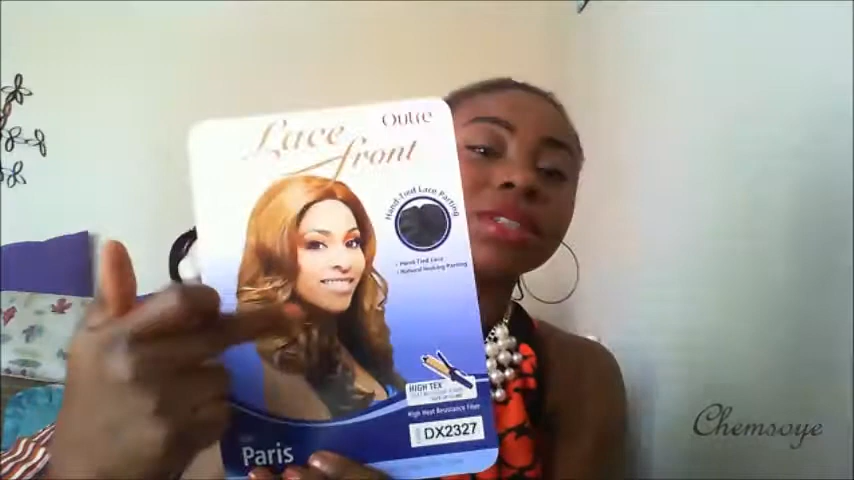 Outre
Lace
front
Hand-Tied Lace Parting
- Hand-Tied Lace
- Natural Looking Parting
HIGH TEX
High Heat Resistance Fiber
DX2327
Paris
Chemsoye